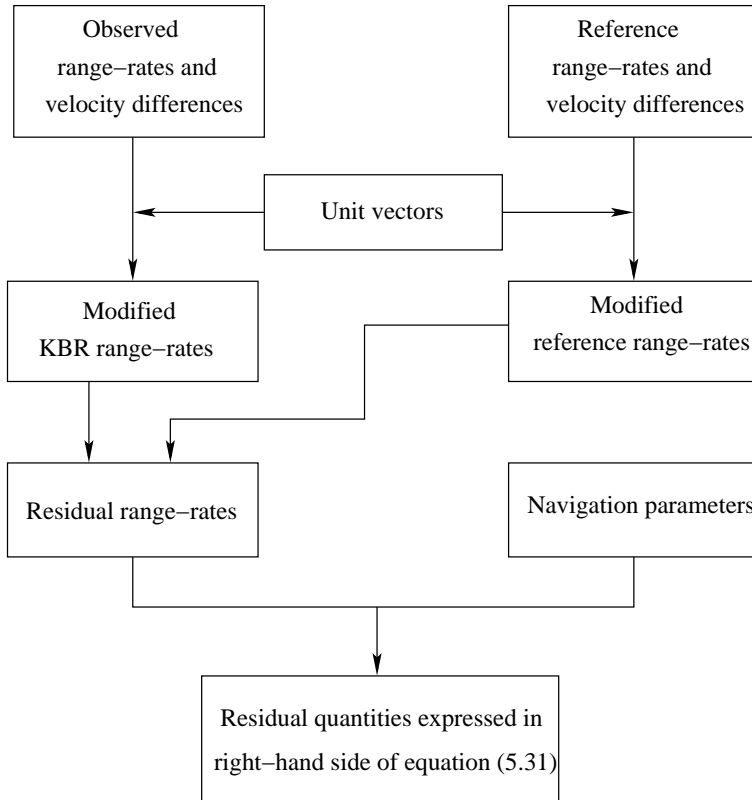 Observed
range−rates and
velocity differences
Reference
range−rates and
velocity differences
Unit vectors
Modified
KBR range−rates
Modified
reference range−rates
Residual range−rates
Navigation parameters
Residual quantities expressed in
right−hand side of equation (5.31)